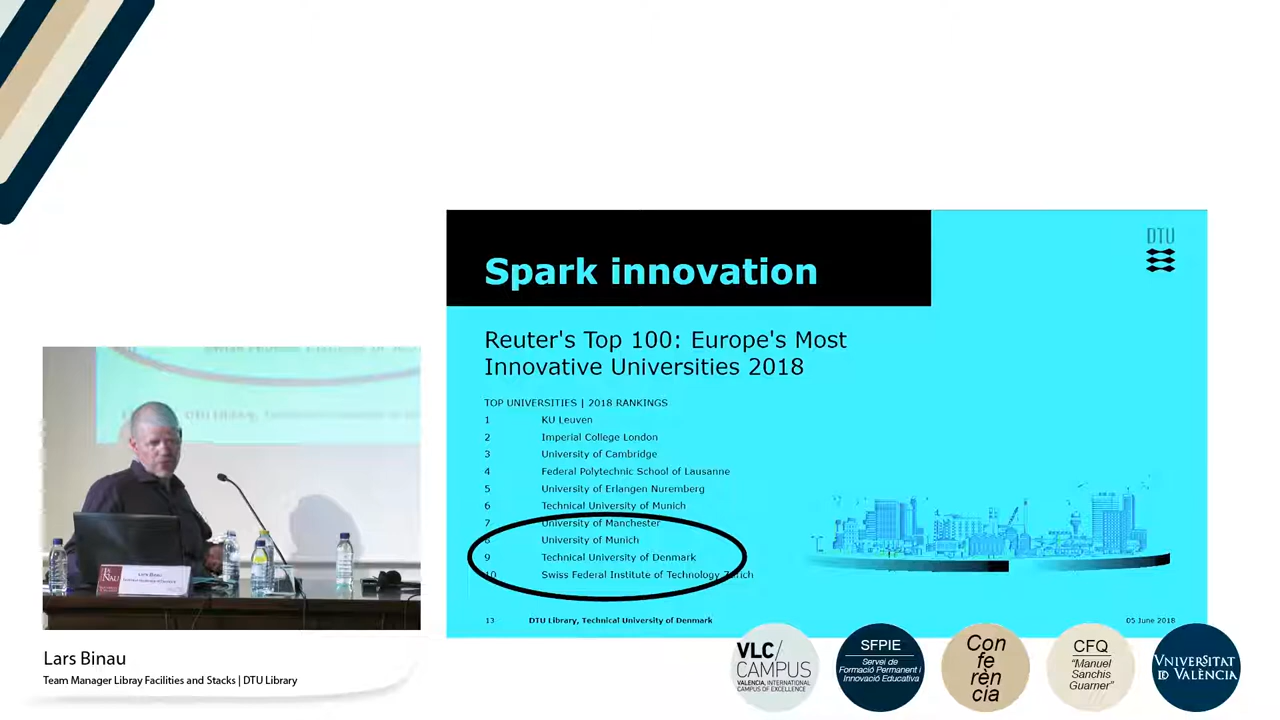 Spark innovation
DTU
Reuter's Top 100: Europe's Most
Innovative Universities 2018
TOP UNIVERSITIES | 2018 RANKINGS
1 KU Leuven
2 Imperial College London
3 University of Cambridge
4 Federal Polytechnic School of Lausanne
5 University of Erlangen Nuremberg
6 Technical University of Munich
7 University of Manchester
8 University of Munich
9 Technical University of Denmark
10 Swiss Federal Institute of Technology Zurich
13 DTU Library, Technical University of Denmark 05 June 2018
Lars Binau
Team Manager Libray Facilities and Stacks | DTU Library
VLC/
CAMPUS
VALENCIA, INTERNATIONAL
CAMPUS OF EXCELLENCE
SFPIE
Servei de
Formació Permanent i
Innovació Educativa
Con
fe
rèn
cia
CFQ
"Manuel
Sanchis
Guarner"
VNIVERSITAT
ID VALÈNCIA